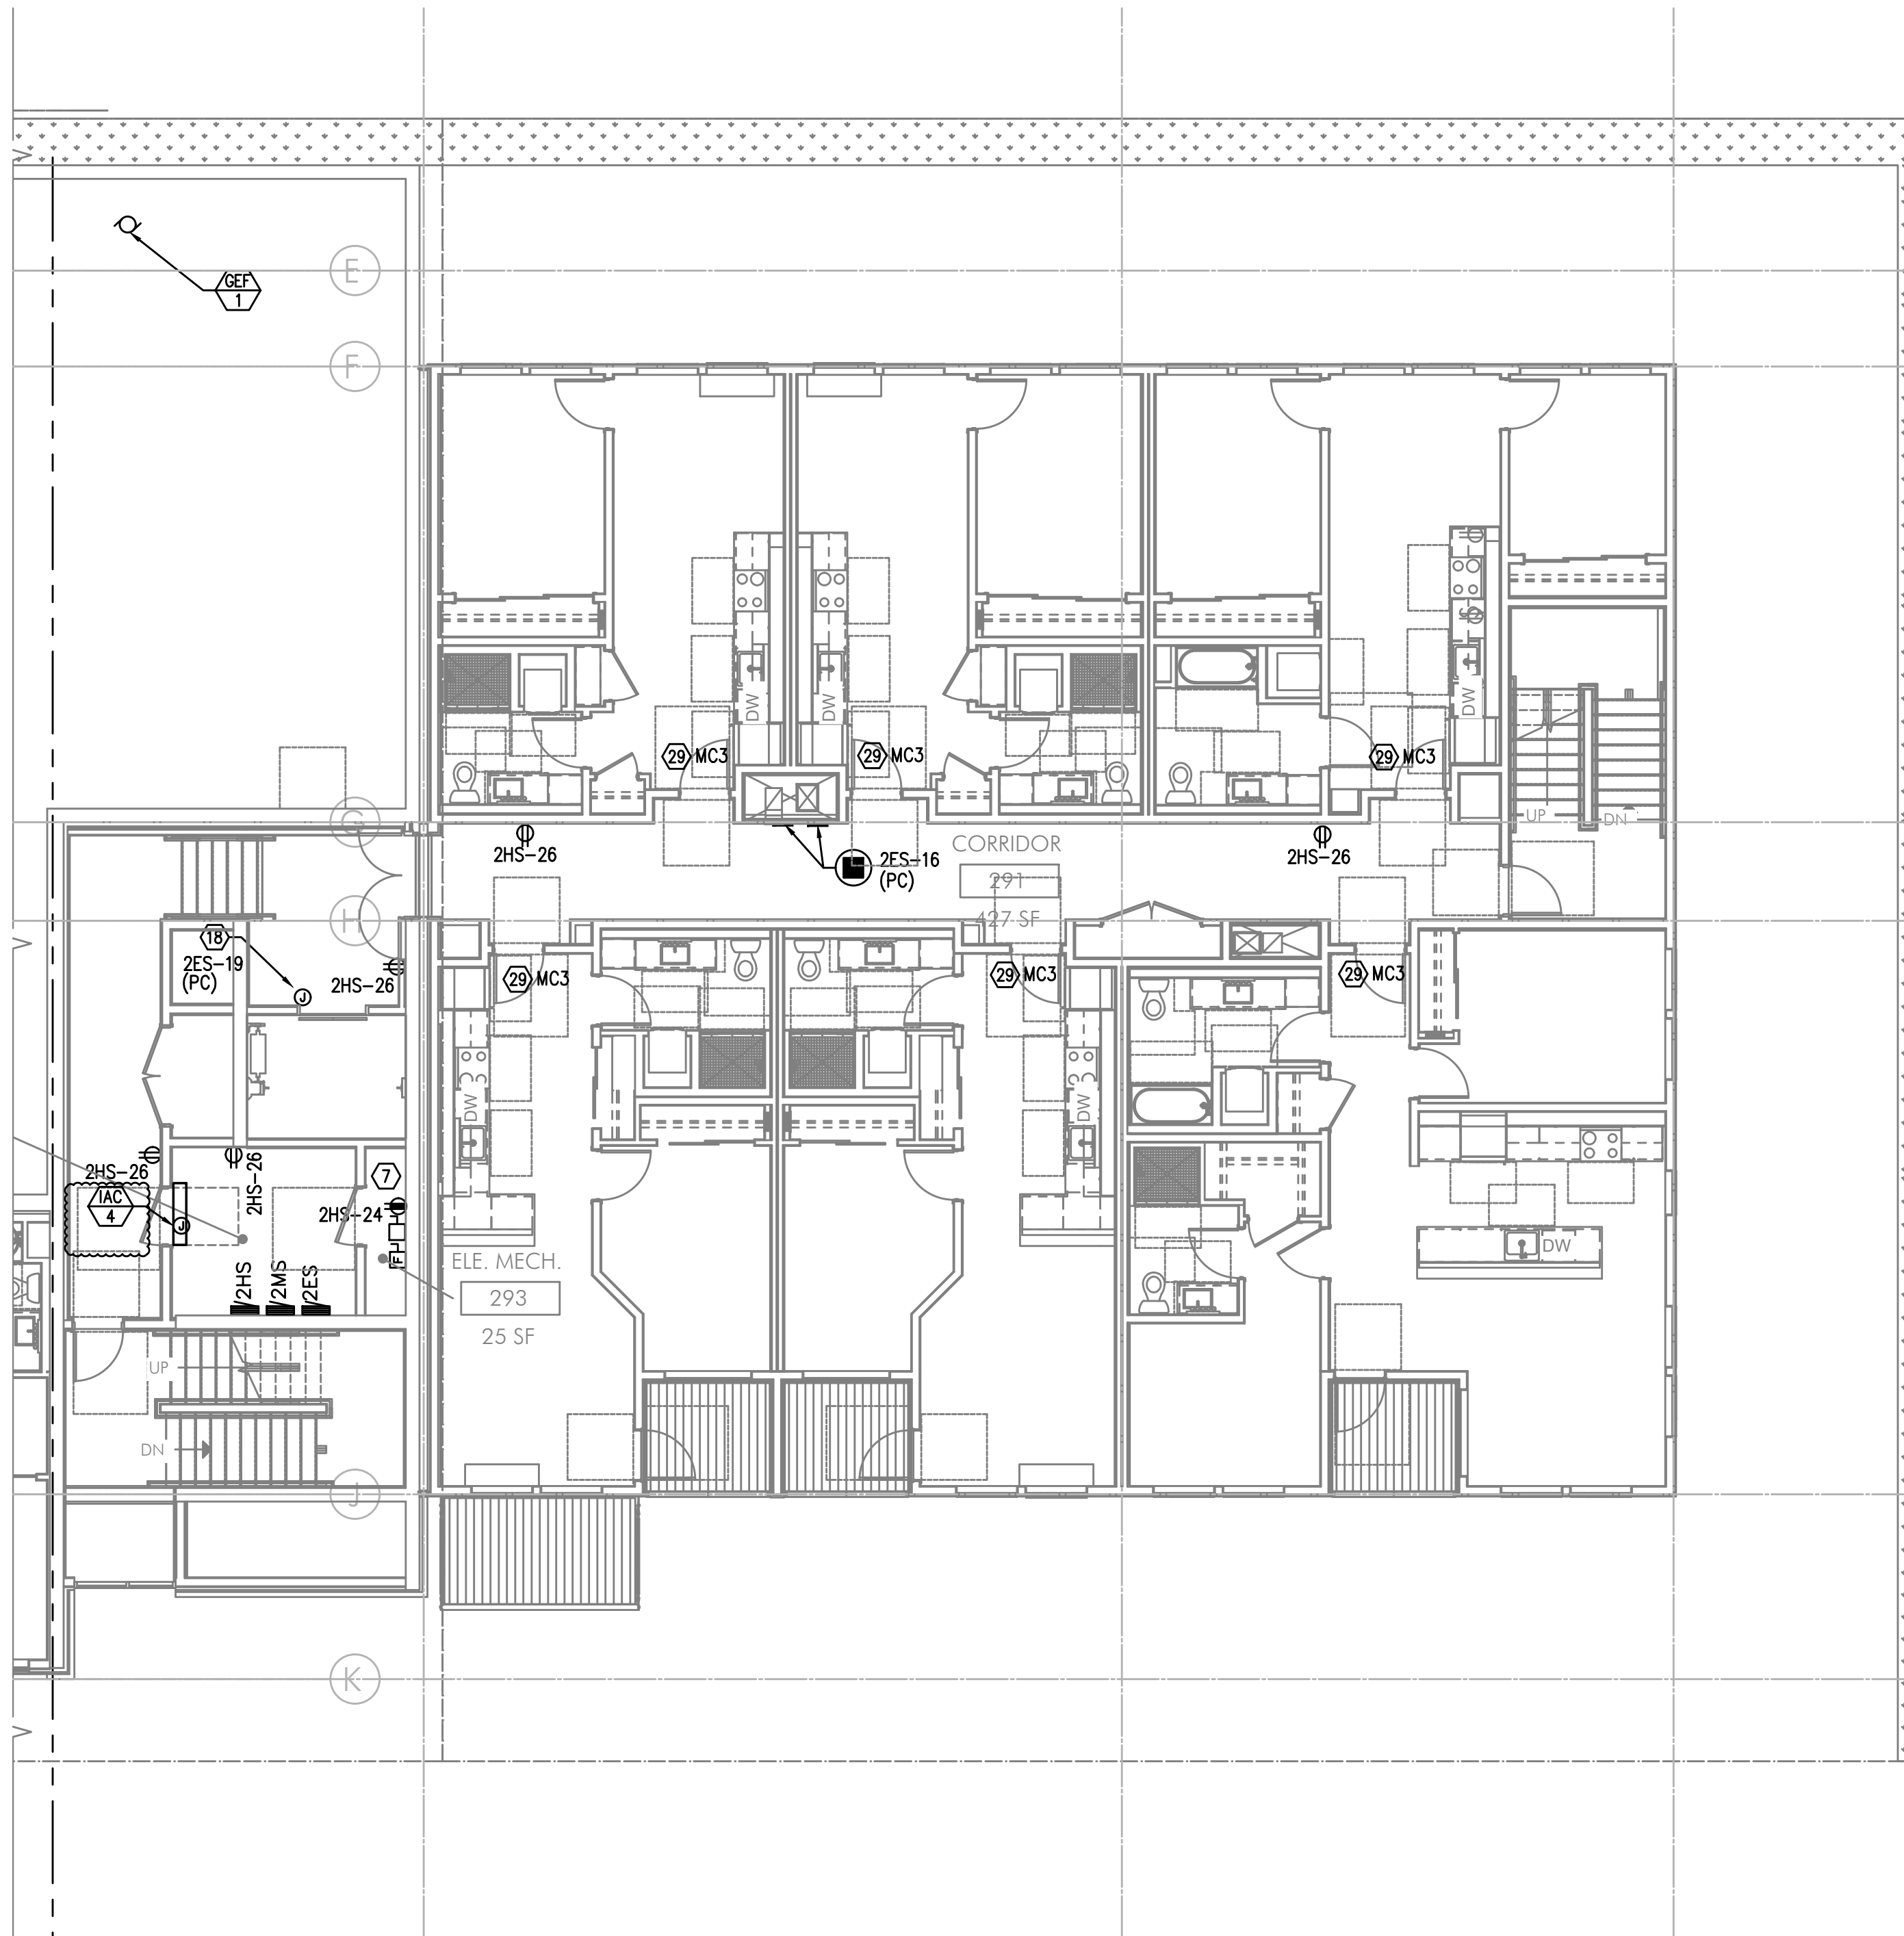 E
GEF
1
F
DW
DW
DW
29 MC3
29 MC3
29 MC3
UP
DN
G
2HS-26
2HS-26
CORRIDOR
2ES-16
(PC)
291
427 SF
H
18
2ES-19
(PC)
2HS-26
J
29 MC3
29 MC3
29 MC3
DW
DW
2HS-26
2HS-26
7
IAC
4
J
2HS-24
F
DW
ELE. MECH.
293
25 SF
2HS
2MS
2ES
UP
DN
J
K